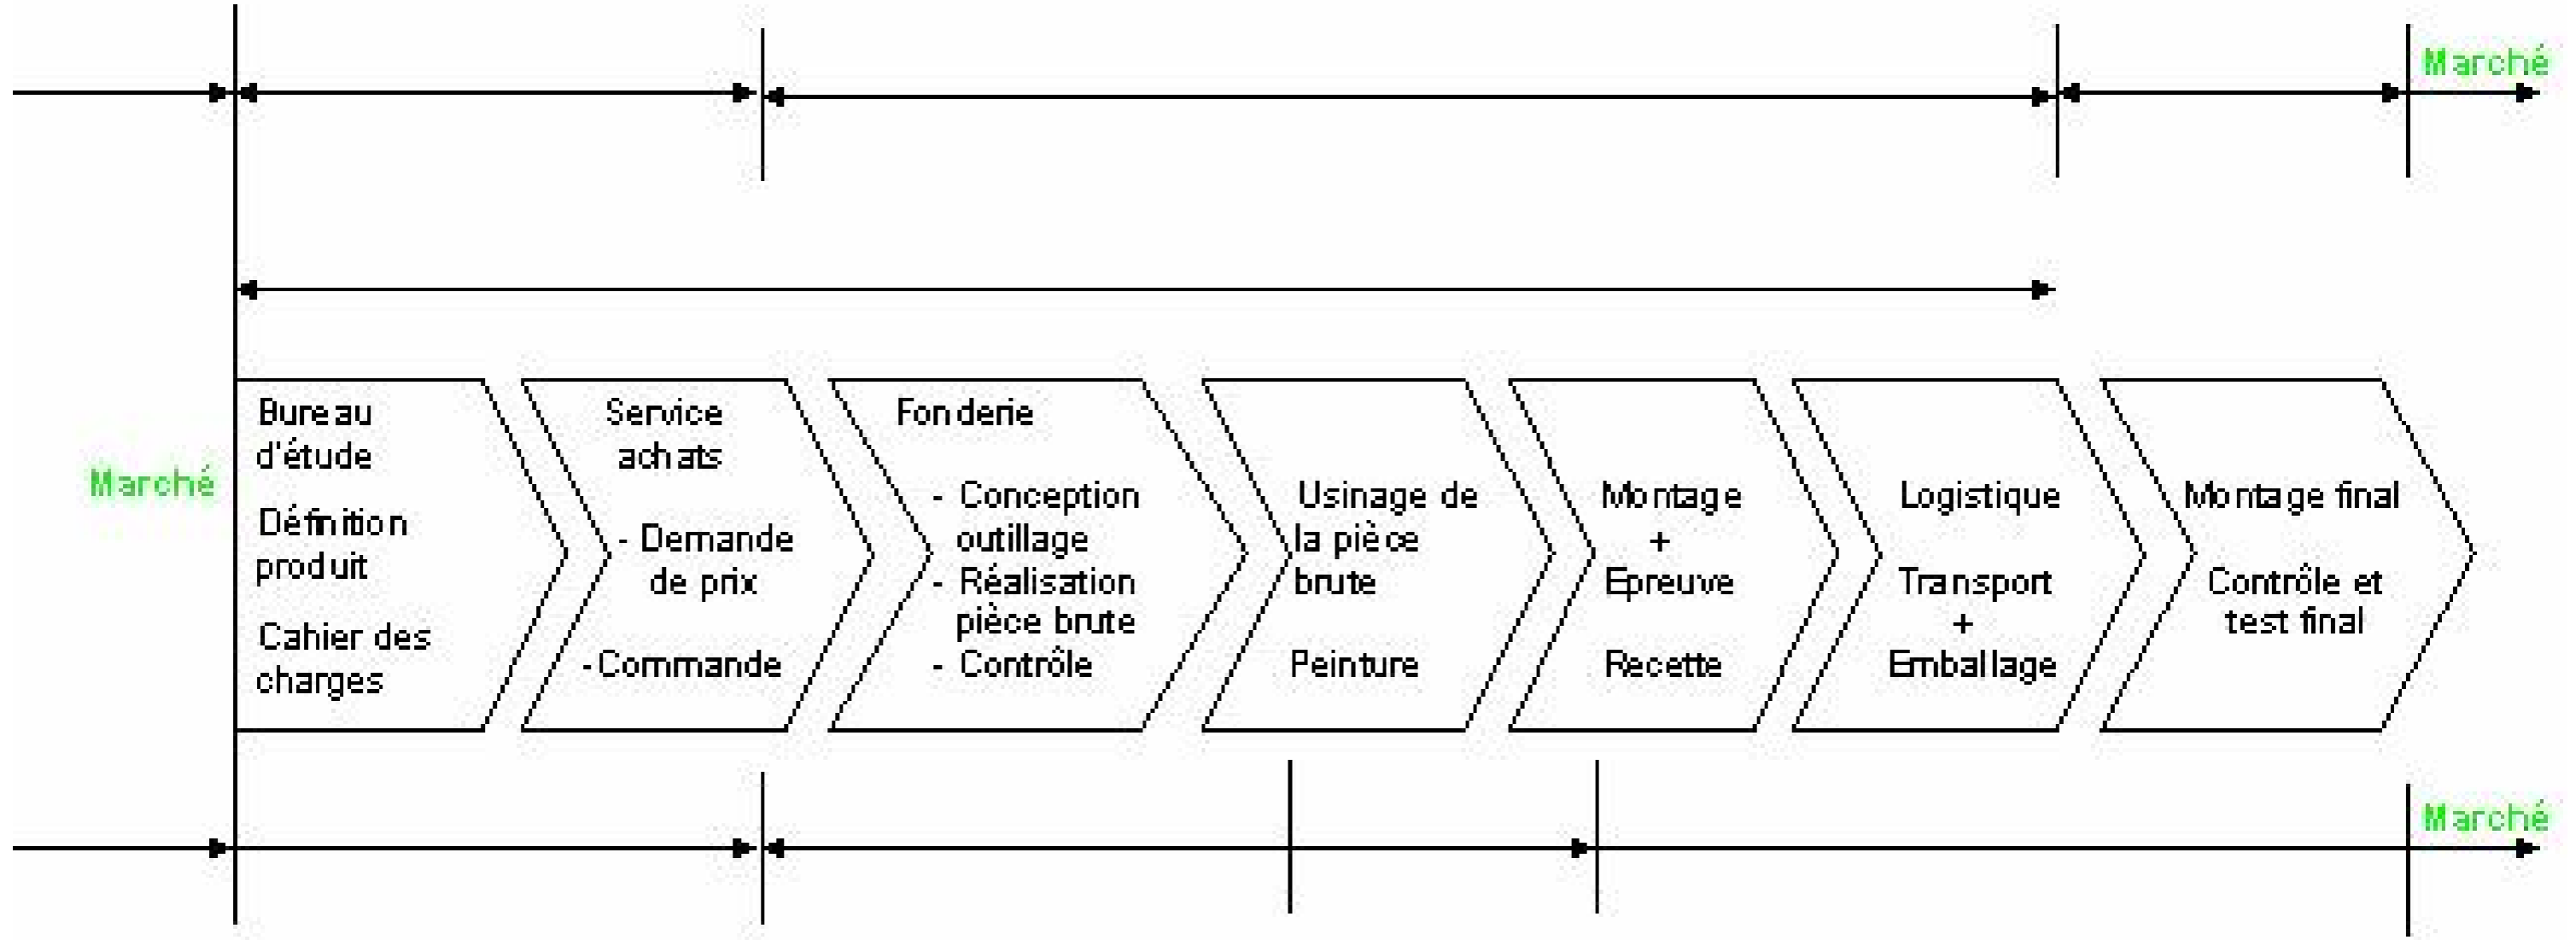 Marché
Marché
Bureau
d'étude
Définition
produit
Cahier des
charges
Service
achats
- Demande
de prix
-Commande
Fonderie
- Conception
outillage
- Réalisation
pièce brute
- Contrôle
Usinage de
la pièce
brute
Peinture
Montage
+
Epreuve
Recette
Logistique
Transport
+
Emballage
Montage final
Contrôle et
test final
Marché